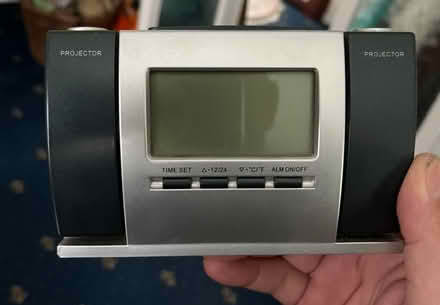 PROJECTOR
PROJECTOR
TIME SET △·12/24 ▽·°C/°F ALM ON/OFF